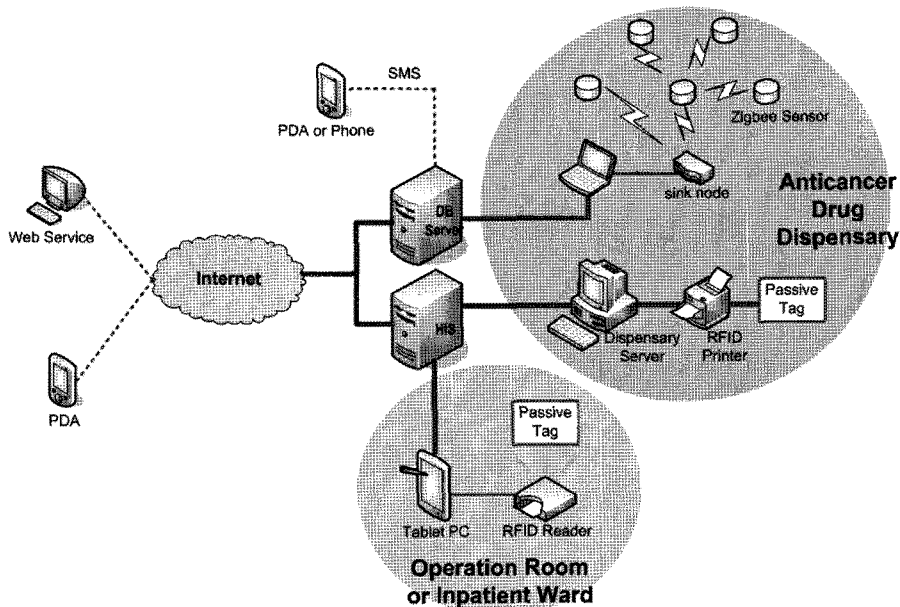 SMS
PDA or Phone
Zigbee Sensor
sink node
Anticancer
Drug
Dispensary
Web Service
DB
Server
Internet
HIS
Passive
Tag
Dispensary
Server
RFID
Printer
PDA
Passive
Tag
Tablet PC
RFID Reader
Operation Room
or Inpatient Ward